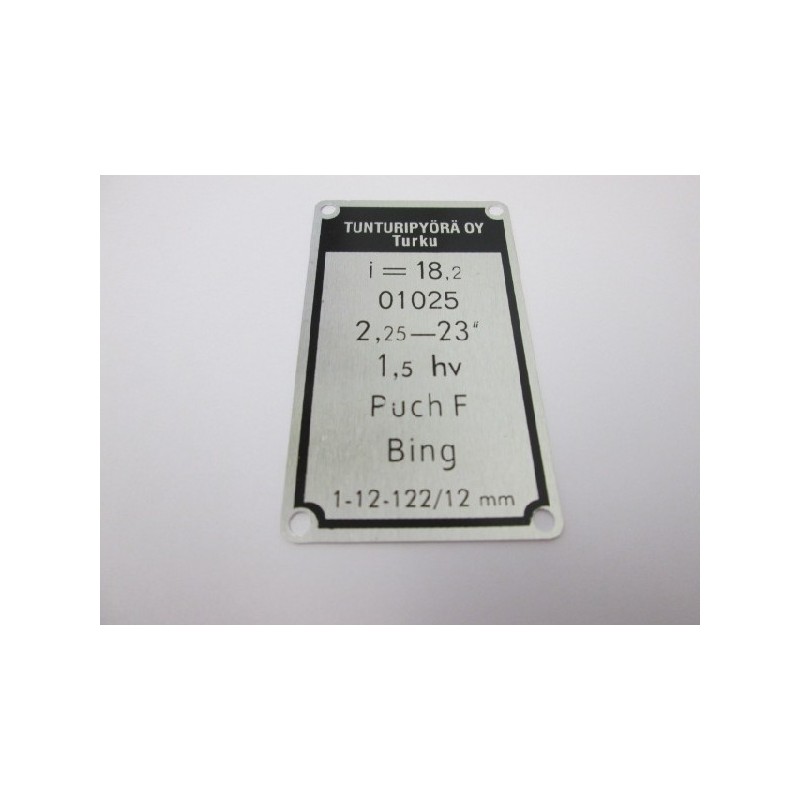 TUNTURIPYÖRÄ OY
Turku
i = 18,2
01025
2,25—23"
1,5 hv
Puch F
Bing
1-12-122/12 mm